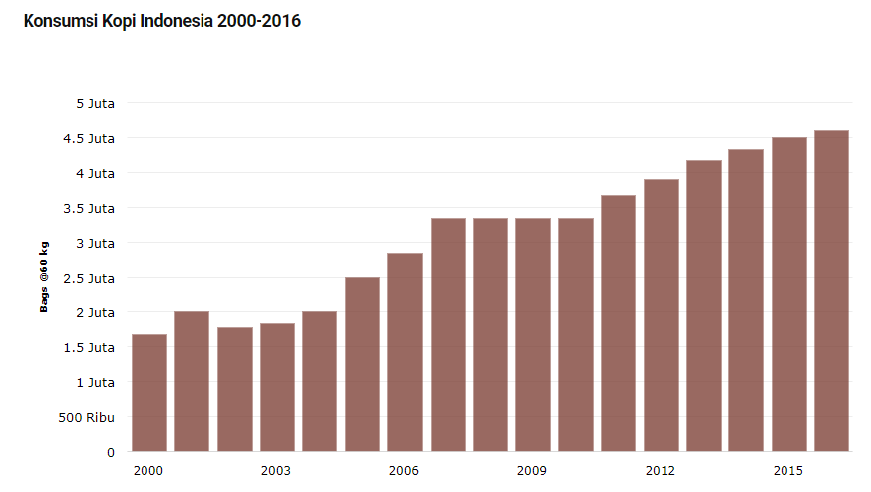 Konsumsi Kopi Indonesia 2000-2016
5 Juta
4.5 Juta
4 Juta
3.5 Juta
3 Juta
2.5 Juta
2 Juta
1.5 Juta
1 Juta
500 Ribu
0
Bags @60 kg
2000 2003 2006 2009 2012 2015